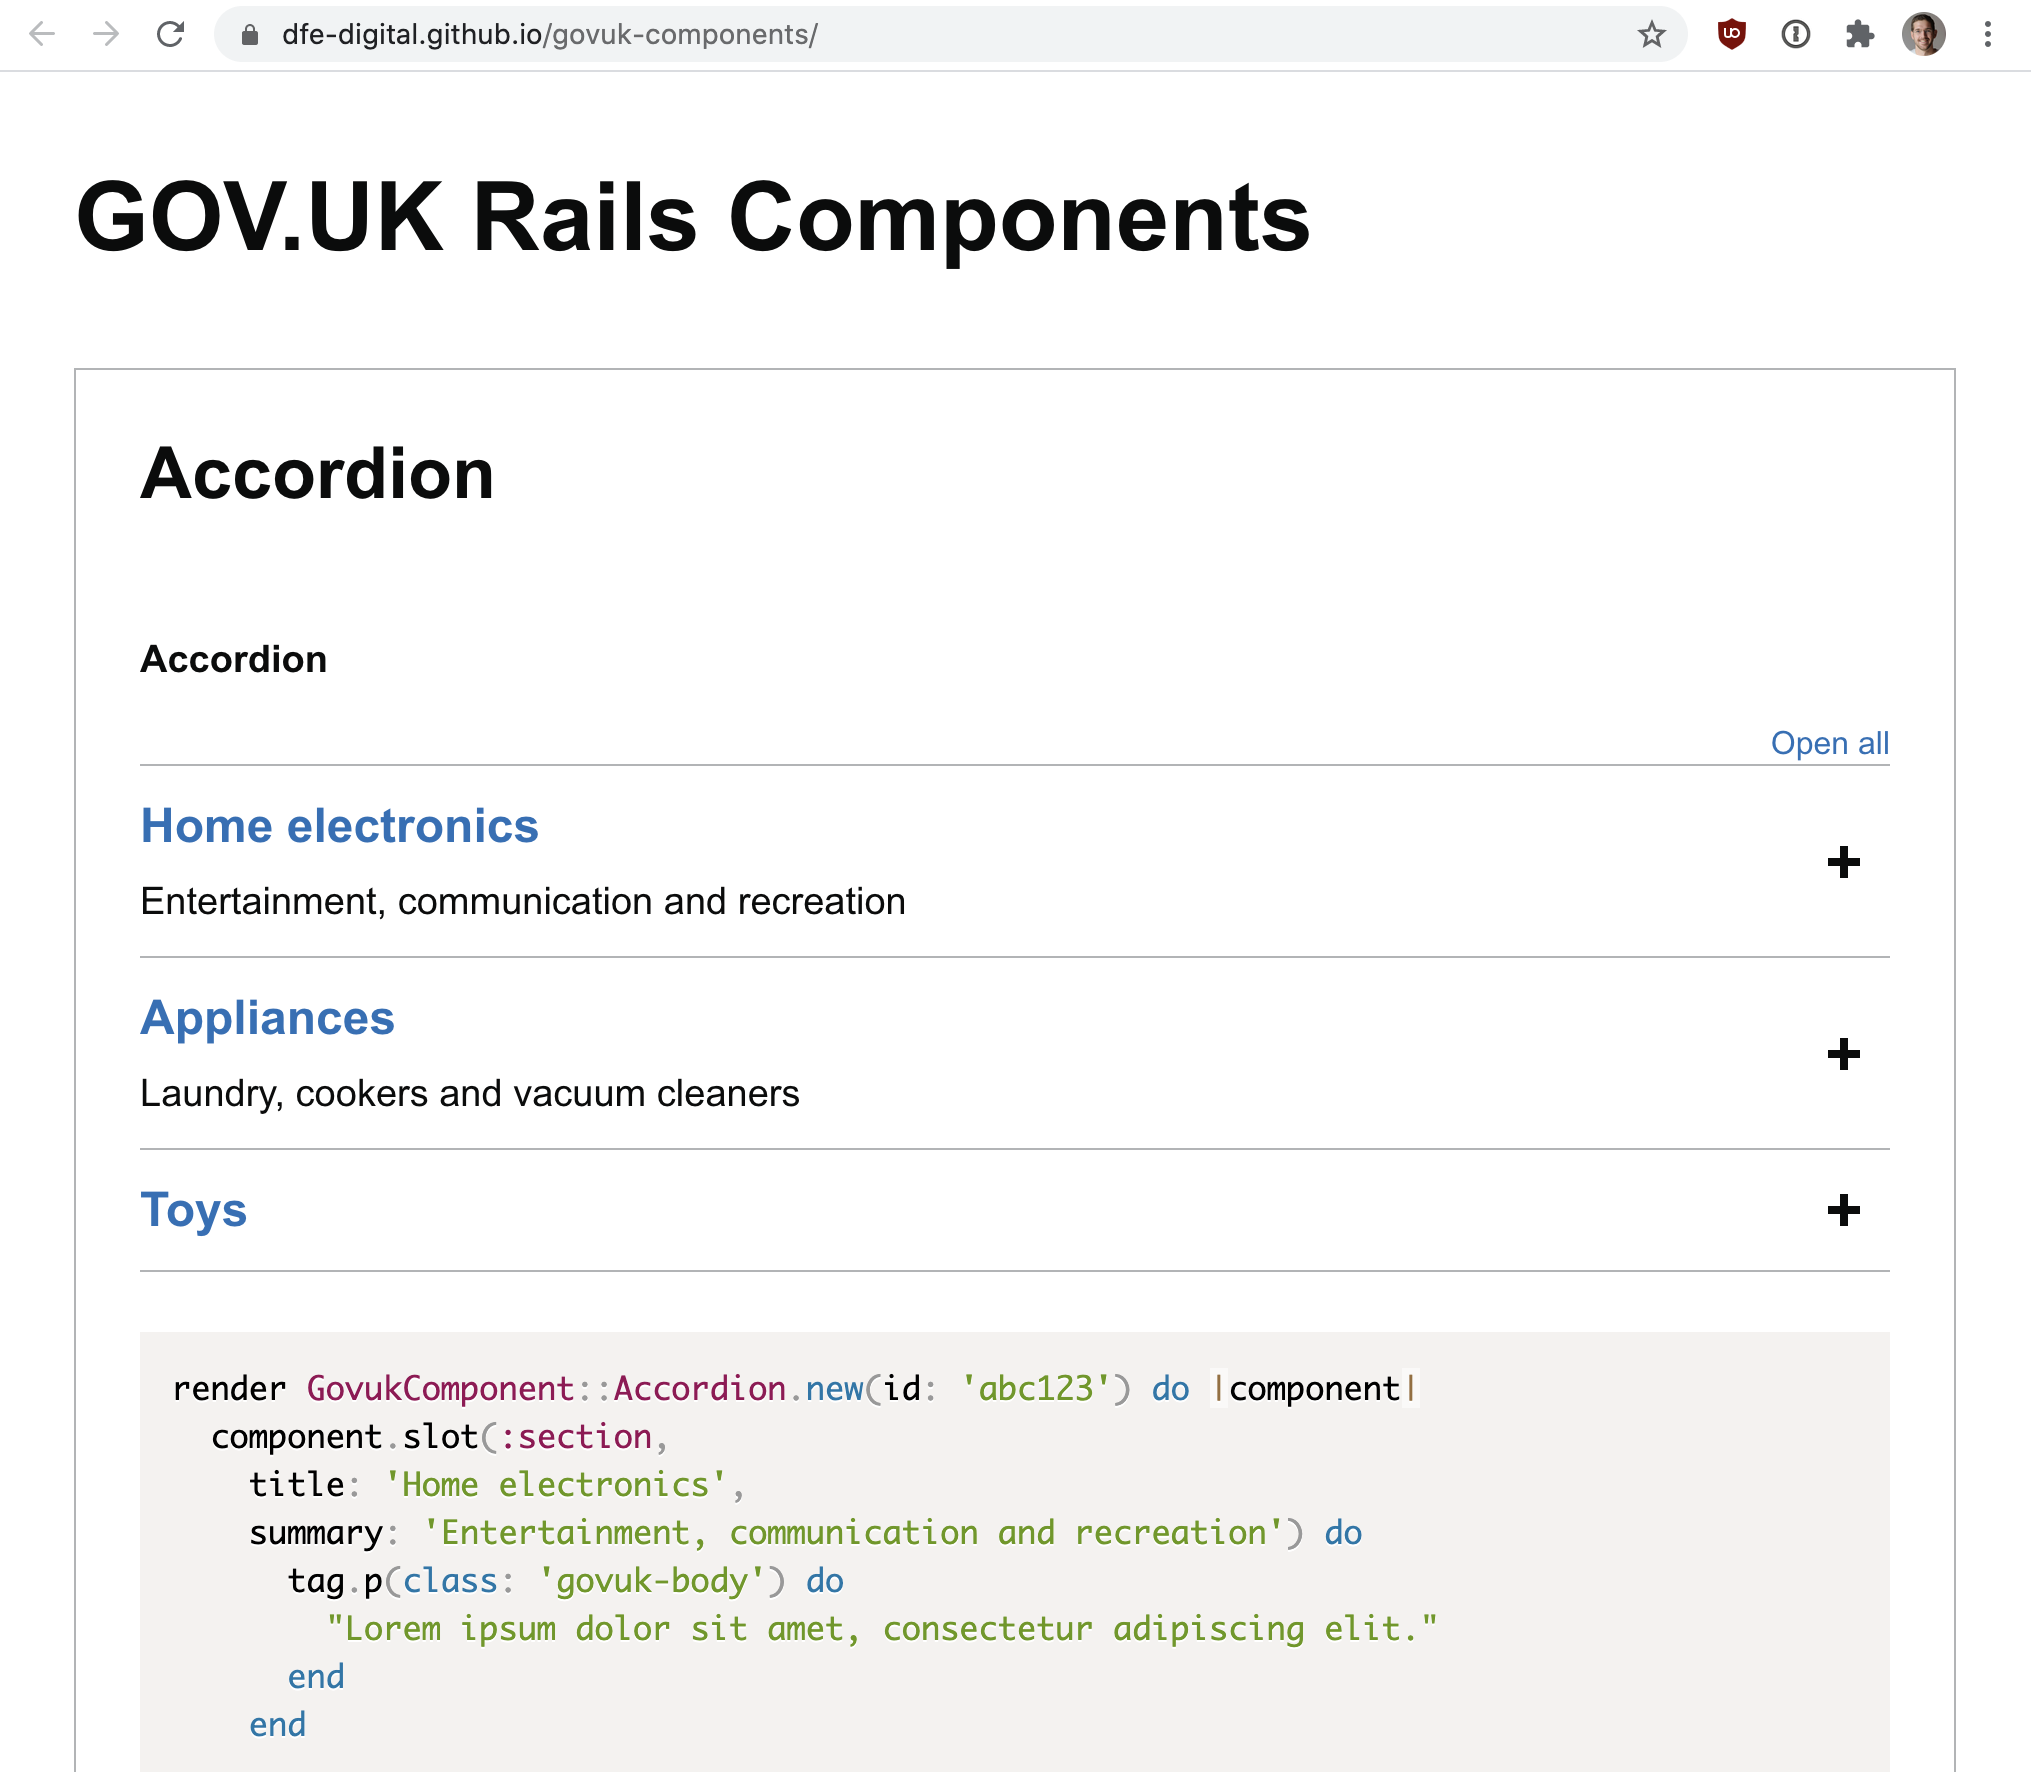 dfe-digital.github.io/govuk-components/
GOV.UK Rails Components
Accordion
Accordion
Open all
Home electronics
Entertainment, communication and recreation
Appliances
Laundry, cookers and vacuum cleaners
Toys
render GovukComponent::Accordion.new(id: 'abc123') do |component|
  component.slot(:section,
    title: 'Home electronics',
    summary: 'Entertainment, communication and recreation') do
      tag.p(class: 'govuk-body') do
        "Lorem ipsum dolor sit amet, consectetur adipiscing elit."
      end
    end